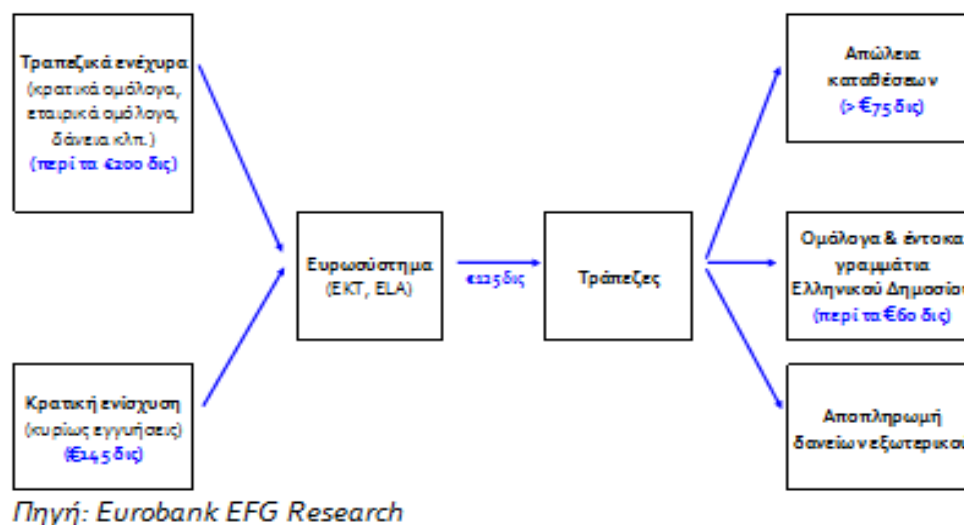 Τραπεζικά ενέχυρα
(κρατικά ομόλογα,
εταιρικά ομόλογα,
δάνεια κλπ.)
(περί τα €200 δις)
Κρατική ενίσχυση
(κυρίως εγγυήσεις)
(€145 δις)
Ευρωσύστημα
(ΕΚΤ, ELA)
€125δις
Τράπεζες
Απώλεια
καταθέσεων
(> €75 δις)
Ομόλογα & έντοκα
γραμμάτια
Ελληνικού Δημοσίου
(περί τα €60 δις)
Αποπληρωμή
δανείων εξωτερικού
Πηγή: Eurobank EFG Research